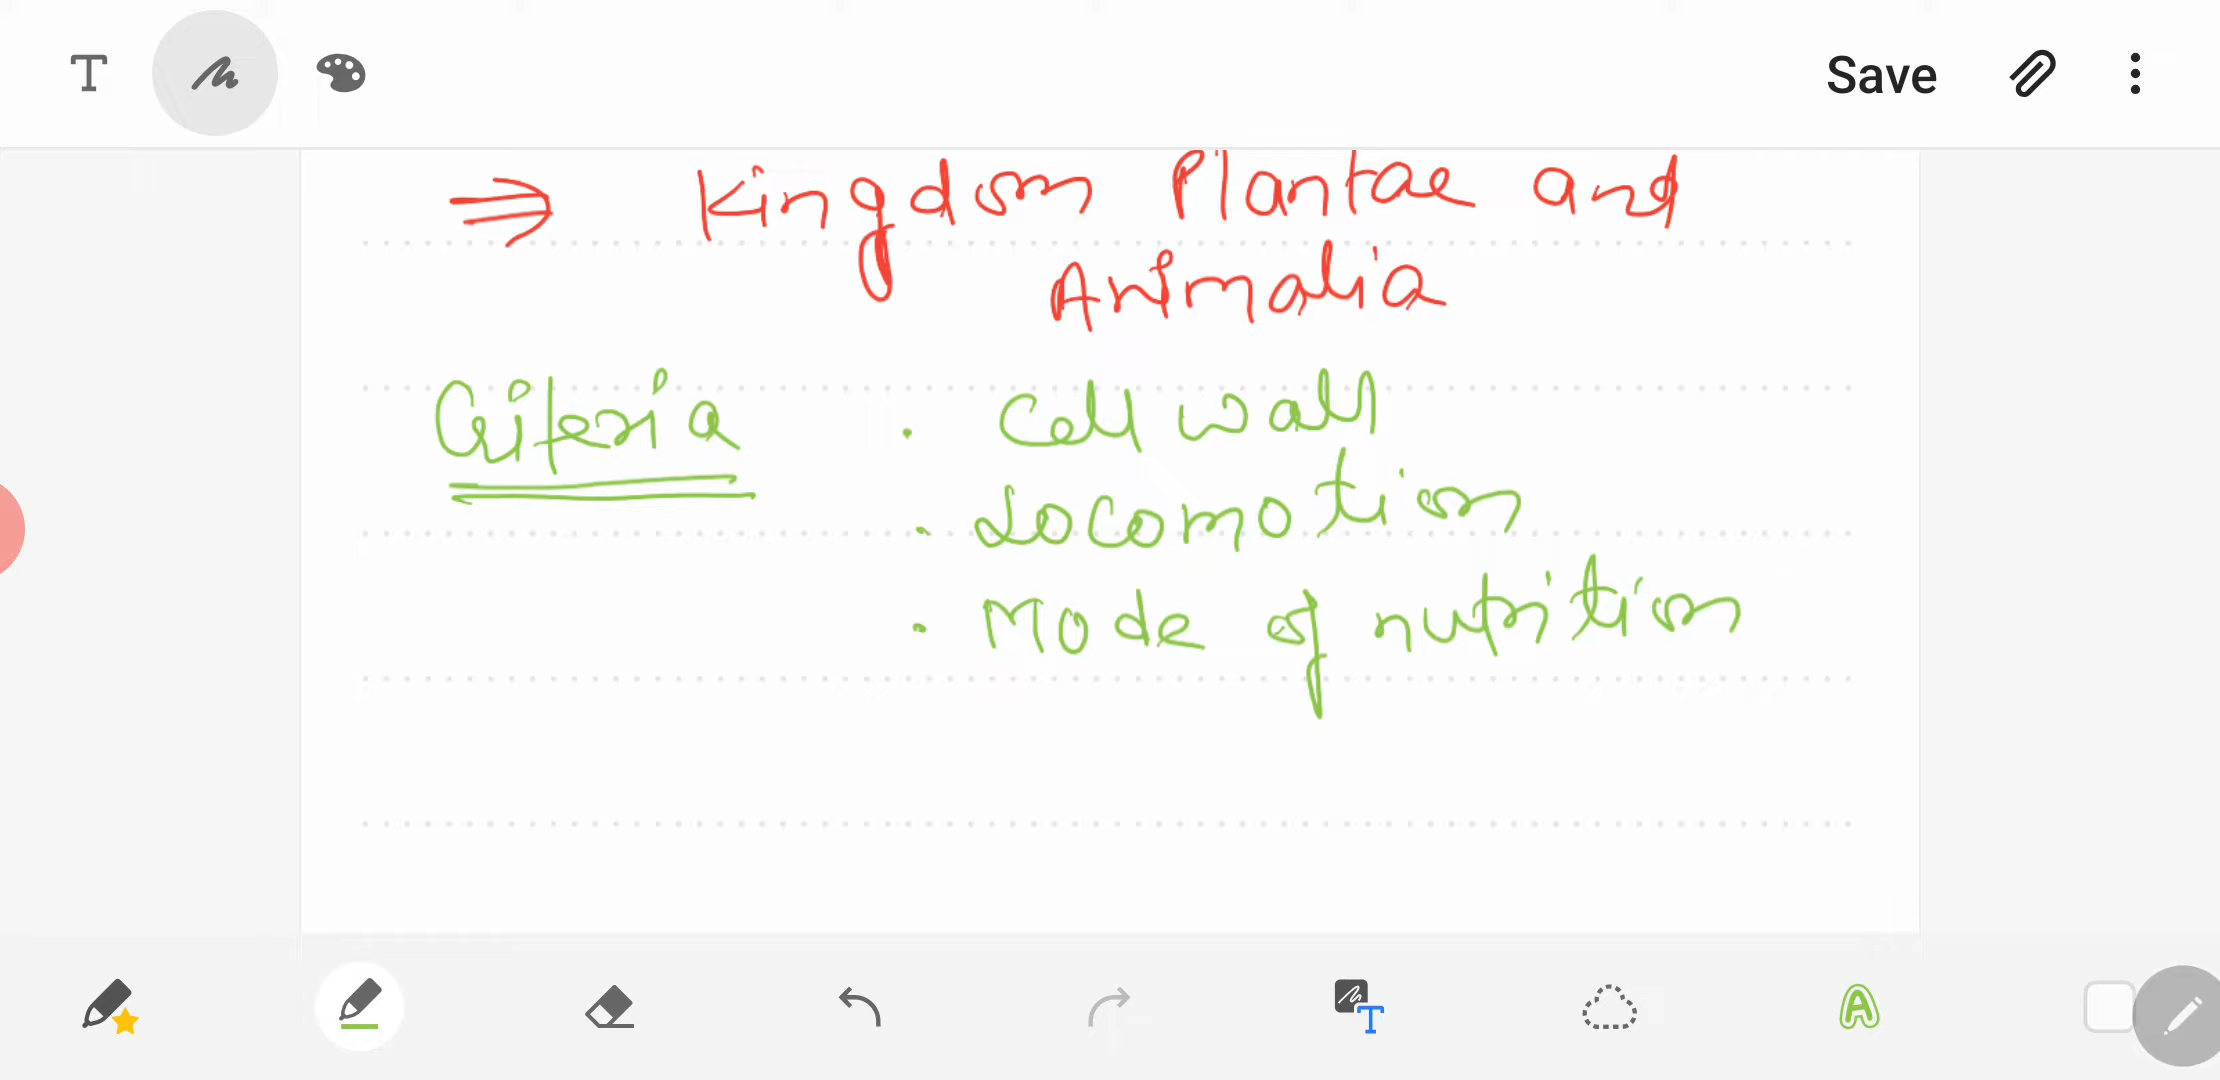 T
Save
⇒ Kingdom Plantae and
Animalia
Criteria
. Cell wall
. Locomotion
. Mode of nutrition
T
A